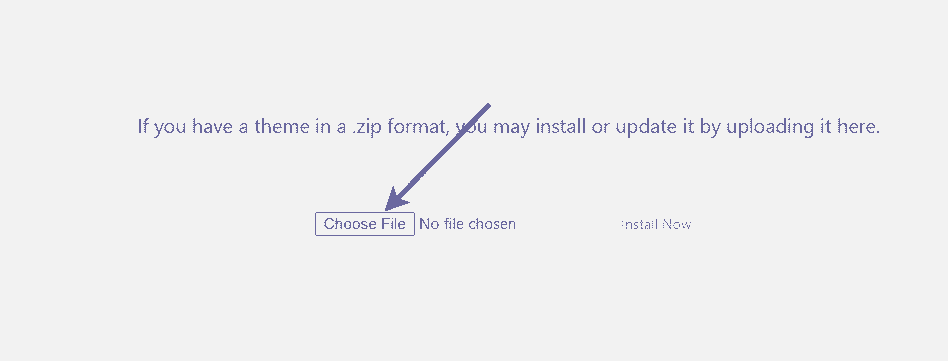 If you have a theme in a .zip format, you may install or update it by uploading it here.
Choose File No file chosen Install Now